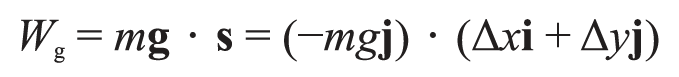 W_g = mg · s = (−mgj) · (Δxi + Δyj)